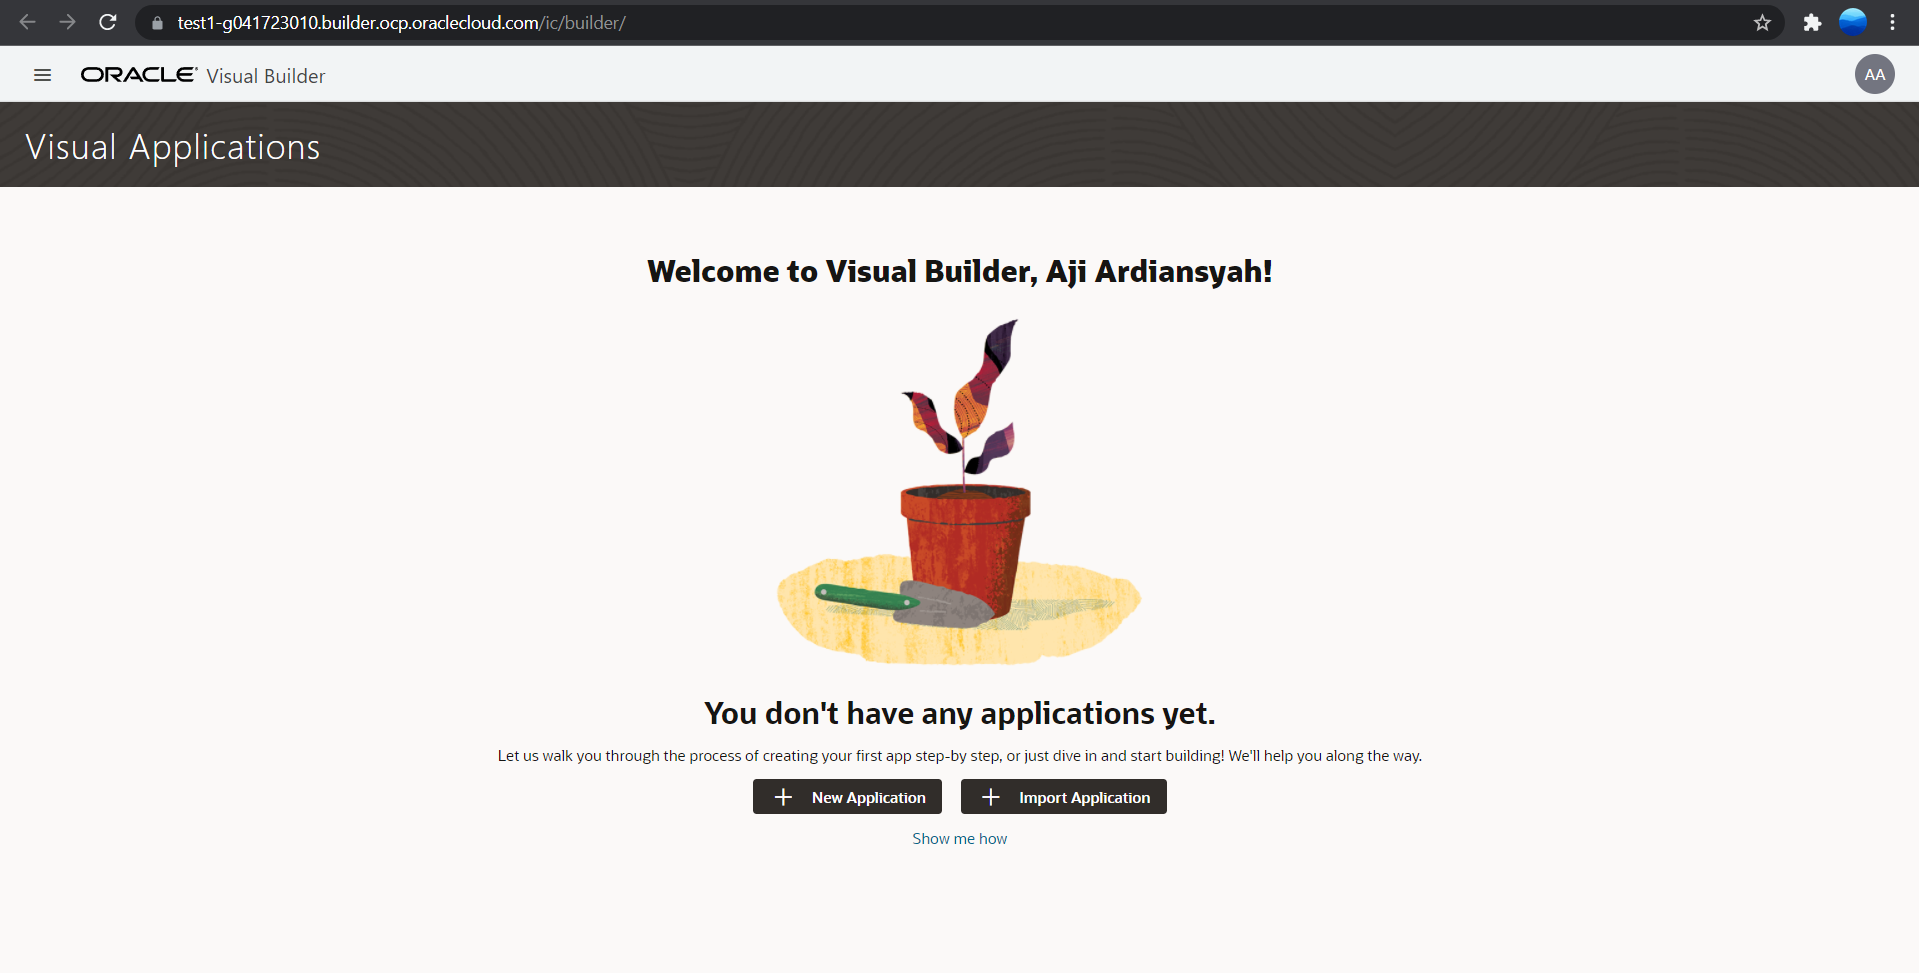 test1-g041723010.builder.ocp.oraclecloud.com/ic/builder/
ORACLE Visual Builder
AA
Visual Applications
Welcome to Visual Builder, Aji Ardiansyah!
You don't have any applications yet.
Let us walk you through the process of creating your first app step-by step, or just dive in and start building! We'll help you along the way.
New Application Import Application
Show me how